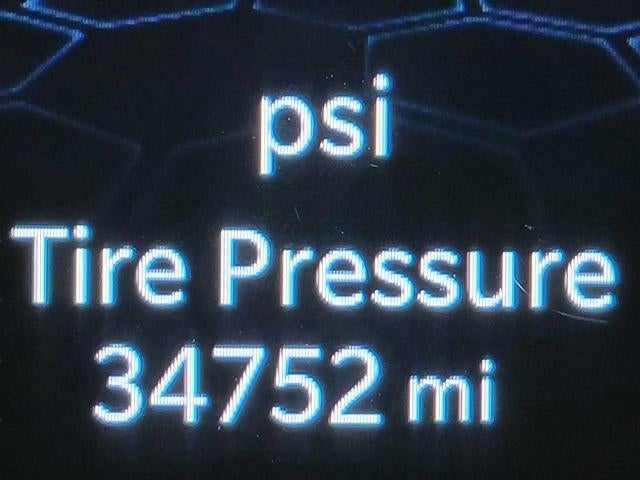 psi
Tire Pressure
34752 mi